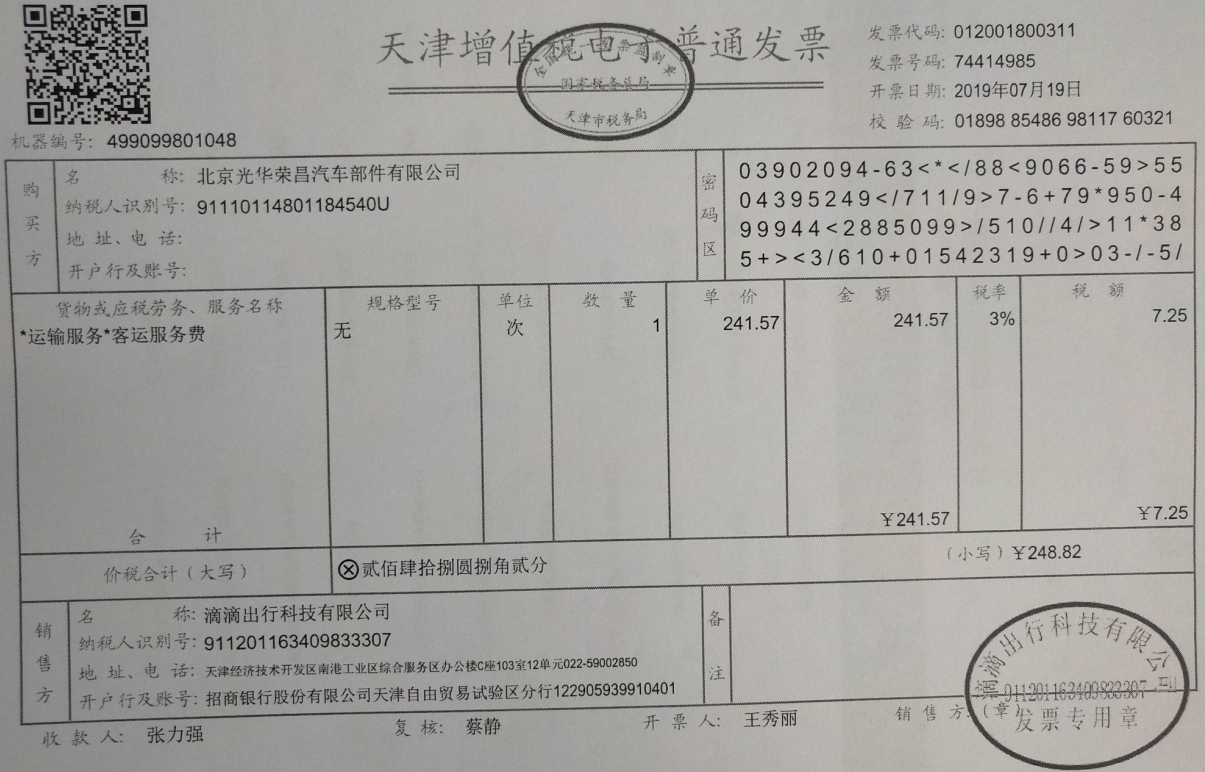 天津增值税电子普通发票
全国统一发票监制章
国家税务总局
天津市税务局
发票代码: 012001800311
发票号码: 74414985
开票日期: 2019年07月19日
校 验 码: 01898 85486 98117 60321
机器编号: 499099801048
购买方
名 称: 北京光华荣昌汽车部件有限公司
纳税人识别号: 91110114801184540U
地 址、电 话:
开户行及账号:
密码区
03902094-63<*</88<9066-59>55
04395249</711/9>7-6+79*950-4
99944<2885099>/510//4/>11*38
5+><3/610+01542319+0>03-/-5/
货物或应税劳务、服务名称 规格型号 单位 数 量 单 价 金 额 税率 税 额
*运输服务*客运服务费 无 次 1 241.57 241.57 3% 7.25
合 计 ￥241.57 ￥7.25
价税合计（大写） ⊗贰佰肆拾捌圆捌角贰分 （小写）￥248.82
销售方
名 称: 滴滴出行科技有限公司
纳税人识别号: 911201163409833307
地 址、电 话: 天津经济技术开发区南港工业区综合服务区办公楼C座103室12单元022-59002850
开户行及账号: 招商银行股份有限公司天津自由贸易试验区分行122905939910401
备注
收 款 人: 张力强 复 核: 蔡静 开 票 人: 王秀丽 销 售 方:（章）
滴滴出行科技有限公司
911201163409833307
发票专用章